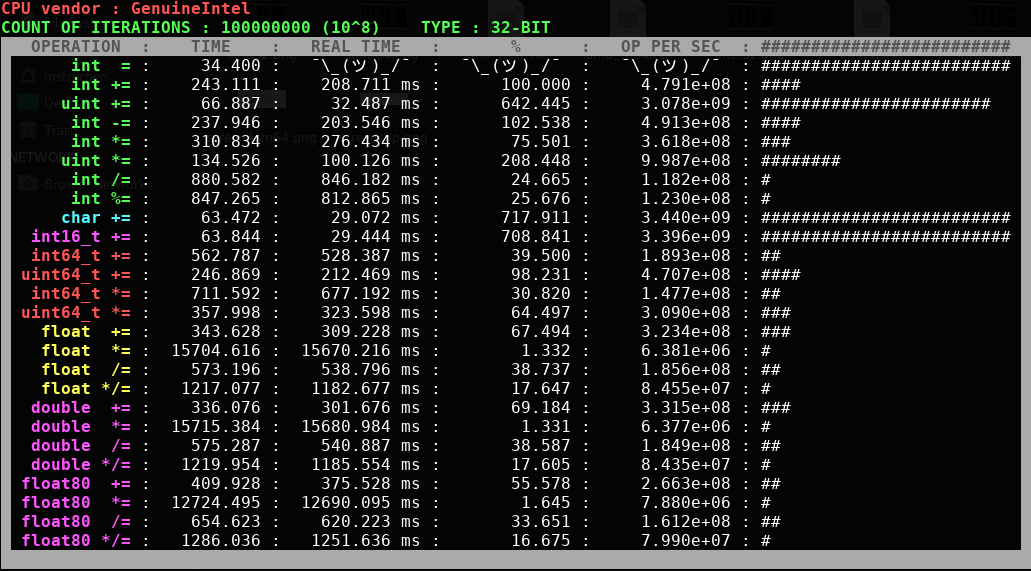 CPU vendor : GenuineIntel
COUNT OF ITERATIONS : 100000000 (10^8)    TYPE : 32-BIT
OPERATION  :    TIME    :   REAL TIME  :       %      :   OP PER SEC  : #########################
int  = :     34.400 :   ¯\_(ツ)_/¯   :  ¯\_(ツ)_/¯   :   ¯\_(ツ)_/¯  : #########################
int += :    243.111 :    208.711 ms :      100.000 :     4.791e+08 : ####
uint += :     66.887 :     32.487 ms :      642.445 :     3.078e+09 : #######################
int -= :    237.946 :    203.546 ms :      102.538 :     4.913e+08 : ####
int *= :    310.834 :    276.434 ms :       75.501 :     3.618e+08 : ###
uint *= :    134.526 :    100.126 ms :      208.448 :     9.987e+08 : ########
int /= :    880.582 :    846.182 ms :       24.665 :     1.182e+08 : #
int %= :    847.265 :    812.865 ms :       25.676 :     1.230e+08 : #
char += :     63.472 :     29.072 ms :      717.911 :     3.440e+09 : #########################
int16_t += :     63.844 :     29.444 ms :      708.841 :     3.396e+09 : #########################
int64_t += :    562.787 :    528.387 ms :       39.500 :     1.893e+08 : ##
uint64_t += :    246.869 :    212.469 ms :       98.231 :     4.707e+08 : ####
int64_t *= :    711.592 :    677.192 ms :       30.820 :     1.477e+08 : ##
uint64_t *= :    357.998 :    323.598 ms :       64.497 :     3.090e+08 : ###
float  += :    343.628 :    309.228 ms :       67.494 :     3.234e+08 : ###
float  *= :  15704.616 :  15670.216 ms :        1.332 :     6.381e+06 : #
float  /= :    573.196 :    538.796 ms :       38.737 :     1.856e+08 : ##
float */= :   1217.077 :   1182.677 ms :       17.647 :     8.455e+07 : #
double  += :    336.076 :    301.676 ms :       69.184 :     3.315e+08 : ###
double  *= :  15715.384 :  15680.984 ms :        1.331 :     6.377e+06 : #
double  /= :    575.287 :    540.887 ms :       38.587 :     1.849e+08 : ##
double */= :   1219.954 :   1185.554 ms :       17.605 :     8.435e+07 : #
float80  += :    409.928 :    375.528 ms :       55.578 :     2.663e+08 : ##
float80  *= :  12724.495 :  12690.095 ms :        1.645 :     7.880e+06 : #
float80  /= :    654.623 :    620.223 ms :       33.651 :     1.612e+08 : ##
float80 */= :   1286.036 :   1251.636 ms :       16.675 :     7.990e+07 : #